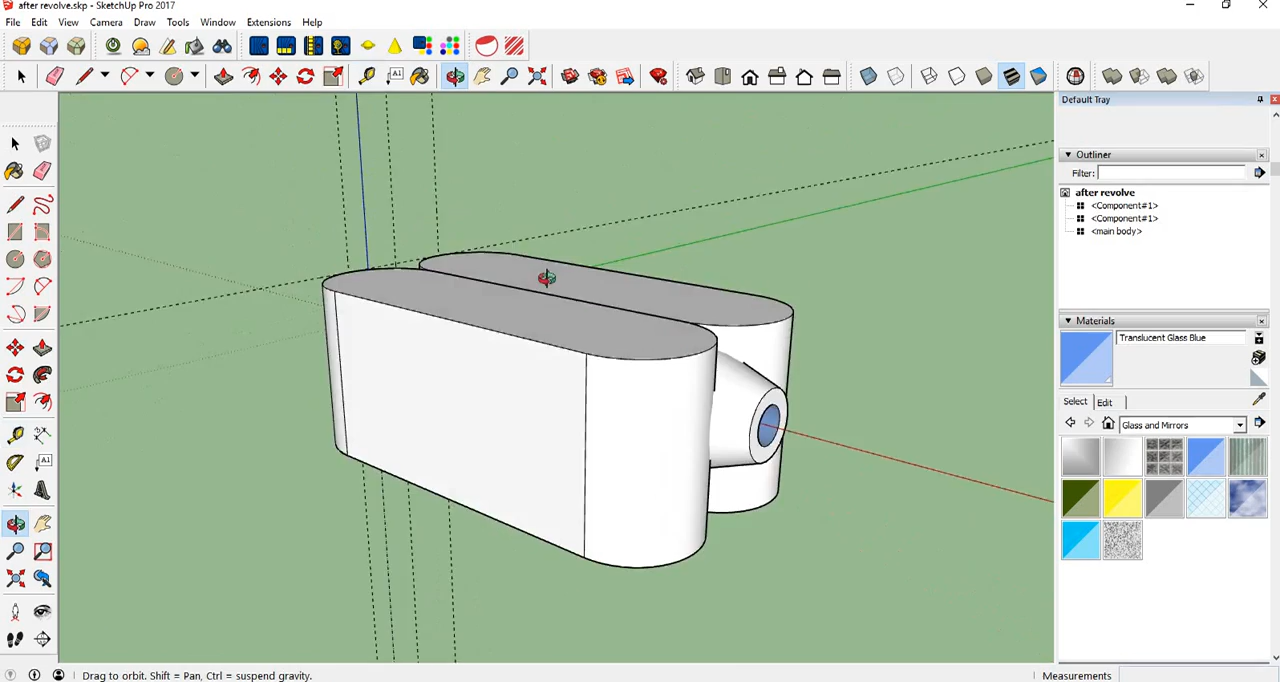 after revolve.skp - SketchUp Pro 2017
File Edit View Camera Draw Tools Window Extensions Help
A1
Default Tray
Outliner
Filter:
after revolve
<Component#1>
<Component#1>
<main body>
Materials
Translucent Glass Blue
Select Edit
Glass and Mirrors
A1
Drag to orbit. Shift = Pan, Ctrl = suspend gravity.
Measurements